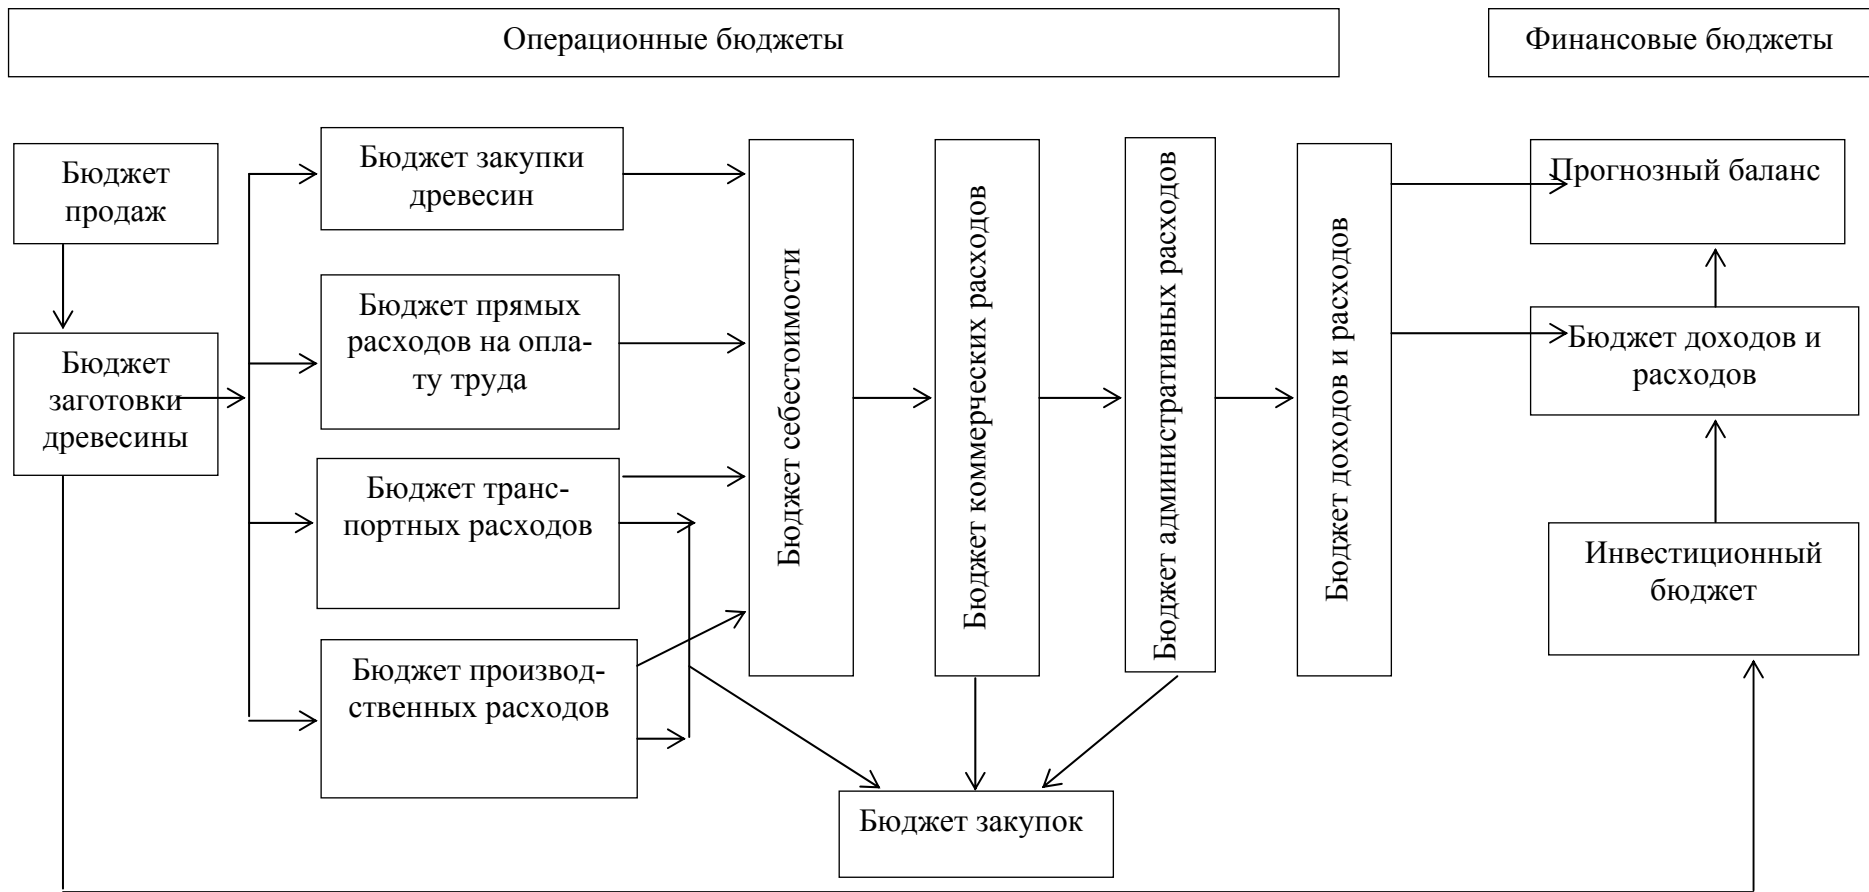 Операционные бюджеты
Финансовые бюджеты
Бюджет
продаж
Бюджет
заготовки
древесины
Бюджет закупки
древесин
Бюджет прямых
расходов на опла-
ту труда
Бюджет транс-
портных расходов
Бюджет производ-
ственных расходов
Бюджет себестоимости
Бюджет коммерческих расходов
Бюджет административных расходов
Бюджет доходов и расходов
Прогнозный баланс
Бюджет доходов и
расходов
Инвестиционный
бюджет
Бюджет закупок